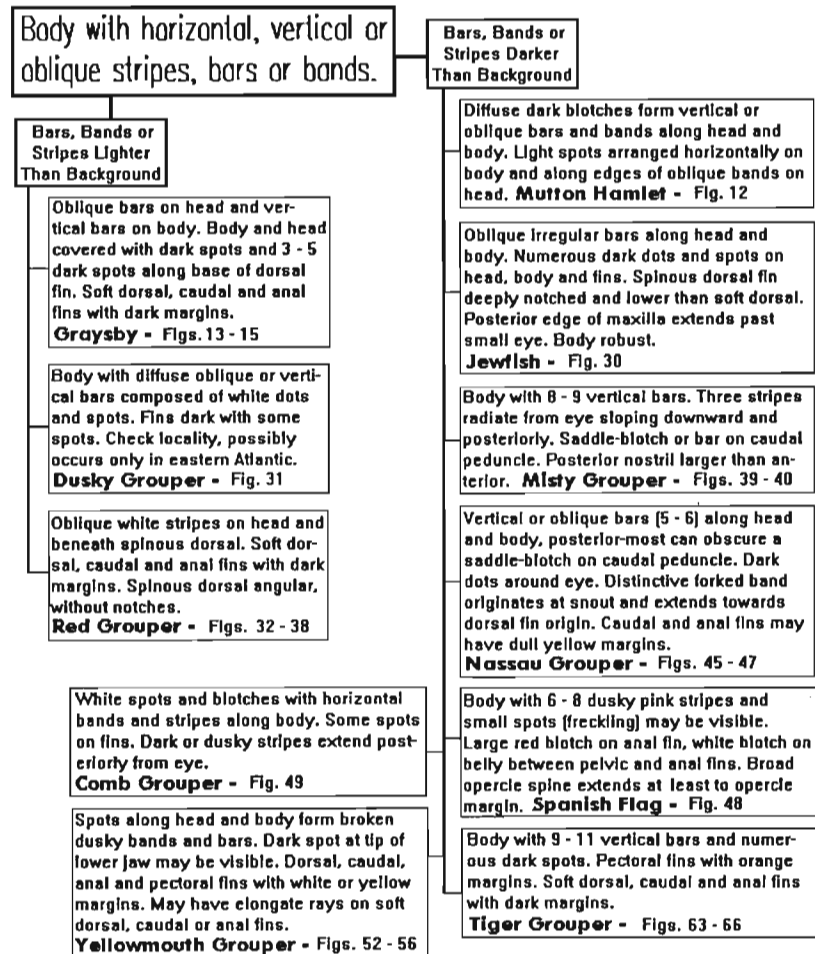 Body with horizontal, vertical or
oblique stripes, bars or bands.
Bars, Bands or
Stripes Lighter
Than Background
Oblique bars on head and ver-
tical bars on body. Body and head
covered with dark spots and 3 - 5
dark spots along base of dorsal
fin. Soft dorsal, caudal and anal
fins with dark margins.
Graysby - Figs. 13 - 15
Body with diffuse oblique or verti-
cal bars composed of white dots
and spots. Fins dark with some
spots. Check locality, possibly
occurs only in eastern Atlantic.
Dusky Grouper - Fig. 31
Oblique white stripes on head and
beneath spinous dorsal. Soft dor-
sal, caudal and anal fins with dark
margins. Spinous dorsal angular,
without notches.
Red Grouper - Figs. 32 - 38
Bars, Bands or
Stripes Darker
Than Background
Diffuse dark blotches form vertical or
oblique bars and bands along head and
body. Light spots arranged horizontally on
body and along edges of oblique bands on
head. Mutton Hamlet - Fig. 12
Oblique irregular bars along head and
body. Numerous dark dots and spots on
head, body and fins. Spinous dorsal fin
deeply notched and lower than soft dorsal.
Posterior edge of maxilla extends past
small eye. Body robust.
Jewfish - Fig. 30
Body with 8 - 9 vertical bars. Three stripes
radiate from eye sloping downward and
posteriorly. Saddle-blotch or bar on caudal
peduncle. Posterior nostril larger than an-
terior. Misty Grouper - Figs. 39 - 40
Vertical or oblique bars (5 - 6) along head
and body, posterior-most can obscure a
saddle-blotch on caudal peduncle. Dark
dots around eye. Distinctive forked band
originates at snout and extends towards
dorsal fin origin. Caudal and anal fins may
have dull yellow margins.
Nassau Grouper - Figs. 45 - 47
White spots and blotches with horizontal
bands and stripes along body. Some spots
on fins. Dark or dusky stripes extend post-
eriorly from eye.
Comb Grouper - Fig. 49
Body with 6 - 8 dusky pink stripes and
small spots (freckling) may be visible.
Large red blotch on anal fin, white blotch on
belly between pelvic and anal fins. Broad
opercle spine extends at least to opercle
margin. Spanish Flag - Fig. 48
Spots along head and body form broken
dusky bands and bars. Dark spot at tip of
lower jaw may be visible. Dorsal, caudal,
anal and pectoral fins with white or yellow
margins. May have elongate rays on soft
dorsal, caudal or anal fins.
Yellowmouth Grouper - Figs. 52 - 56
Body with 9 - 11 vertical bars and numer-
ous dark spots. Pectoral fins with orange
margins. Soft dorsal, caudal and anal fins
with dark margins.
Tiger Grouper - Figs. 63 - 66